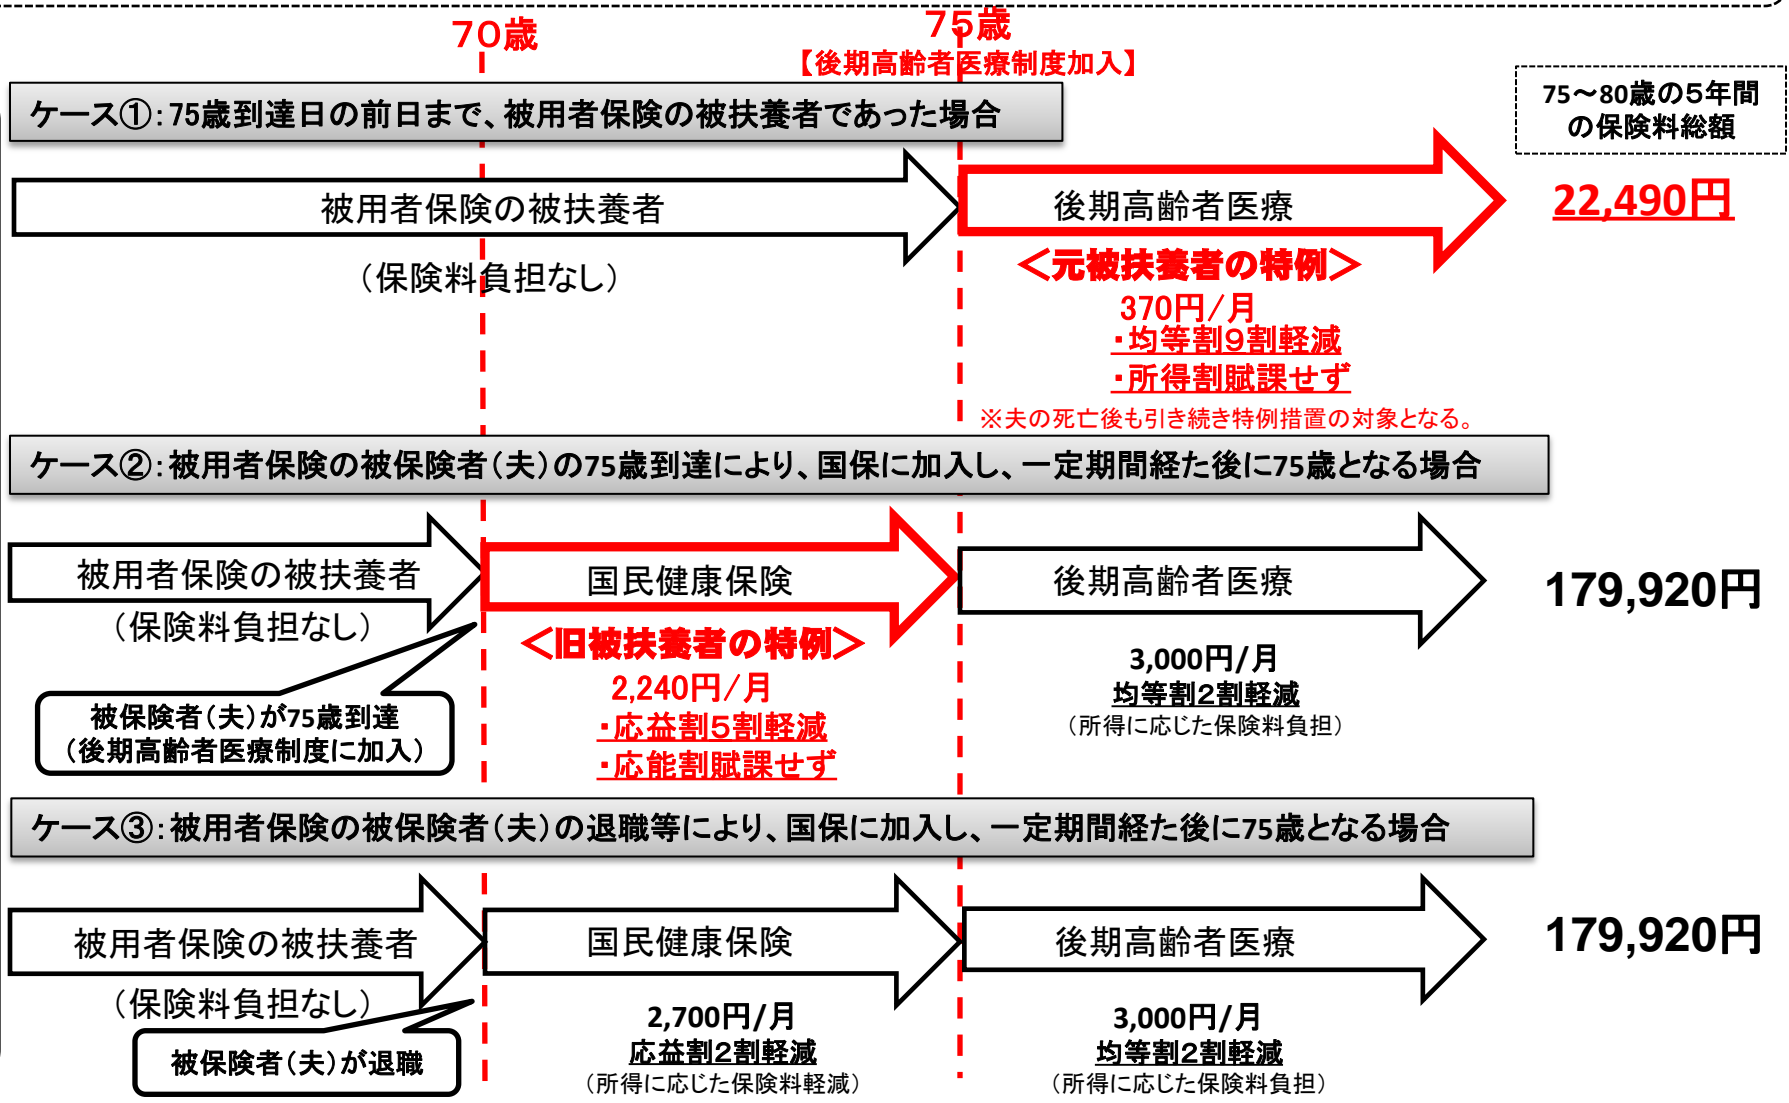 70歳
75歳
【後期高齢者医療制度加入】
75～80歳の5年間
の保険料総額
ケース①：75歳到達日の前日まで、被用者保険の被扶養者であった場合
被用者保険の被扶養者
（保険料負担なし）
後期高齢者医療
22,490円
＜元被扶養者の特例＞
370円/月
・均等割9割軽減
・所得割賦課せず
※夫の死亡後も引き続き特例措置の対象となる。
ケース②：被用者保険の被保険者（夫）の75歳到達により、国保に加入し、一定期間経た後に75歳となる場合
被用者保険の被扶養者
（保険料負担なし）
被保険者（夫）が75歳到達
（後期高齢者医療制度に加入）
国民健康保険
＜旧被扶養者の特例＞
2,240円/月
・応益割5割軽減
・応能割賦課せず
後期高齢者医療
3,000円/月
均等割2割軽減
（所得に応じた保険料負担）
179,920円
ケース③：被用者保険の被保険者（夫）の退職等により、国保に加入し、一定期間経た後に75歳となる場合
被用者保険の被扶養者
（保険料負担なし）
被保険者（夫）が退職
国民健康保険
2,700円/月
応益割2割軽減
（所得に応じた保険料軽減）
後期高齢者医療
3,000円/月
均等割2割軽減
（所得に応じた保険料負担）
179,920円